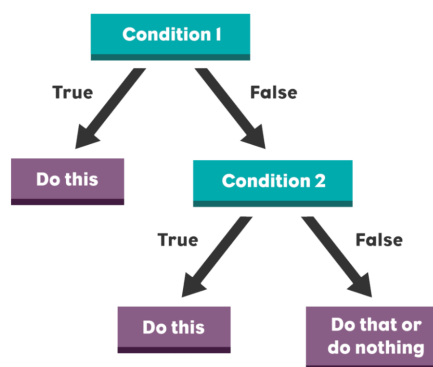 Condition 1
True
False
Do this
Condition 2
True
False
Do this
Do that or
do nothing